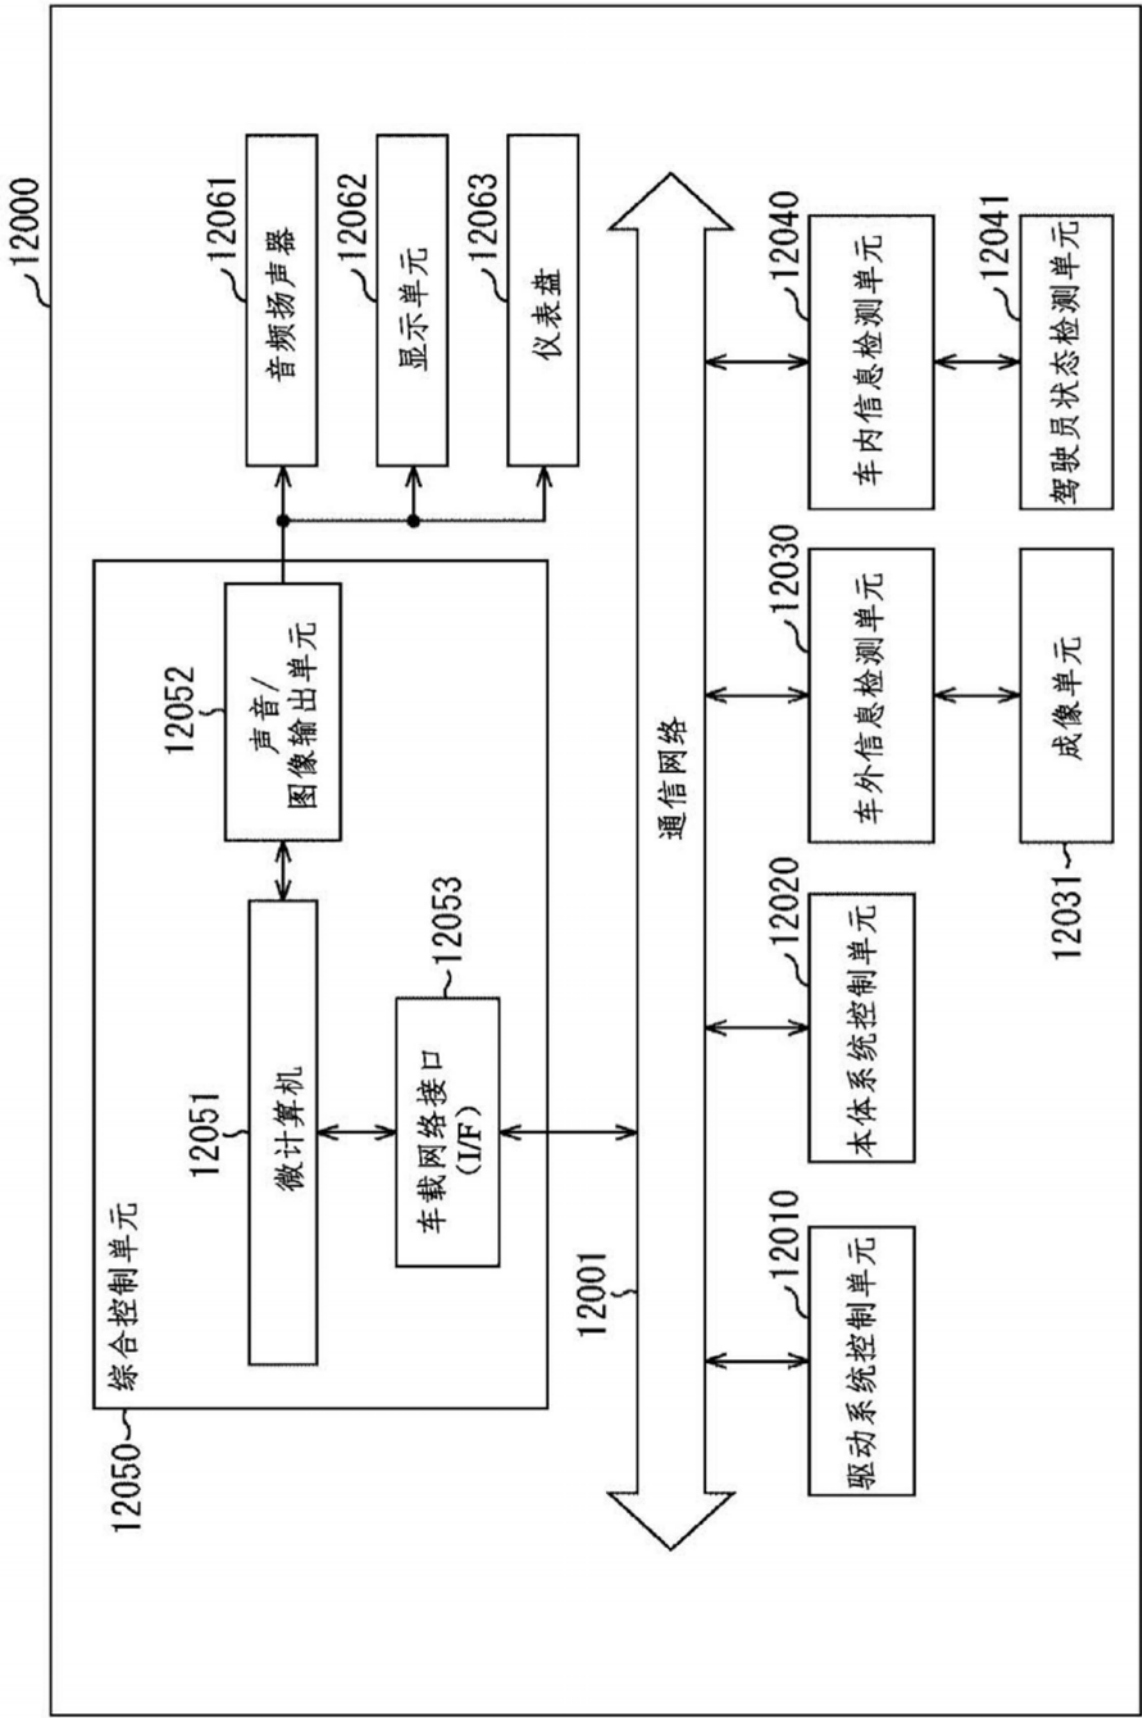 12000
12050
综合控制单元
12051
微计算机
12052
声音/
图像输出单元
12053
车载网络接口
(I/F)
12061
音频扬声器
12062
显示单元
12063
仪表盘
12001
通信网络
12010
驱动系统控制单元
12020
本体系统控制单元
12030
车外信息检测单元
12040
车内信息检测单元
12031
成像单元
12041
驾驶员状态检测单元